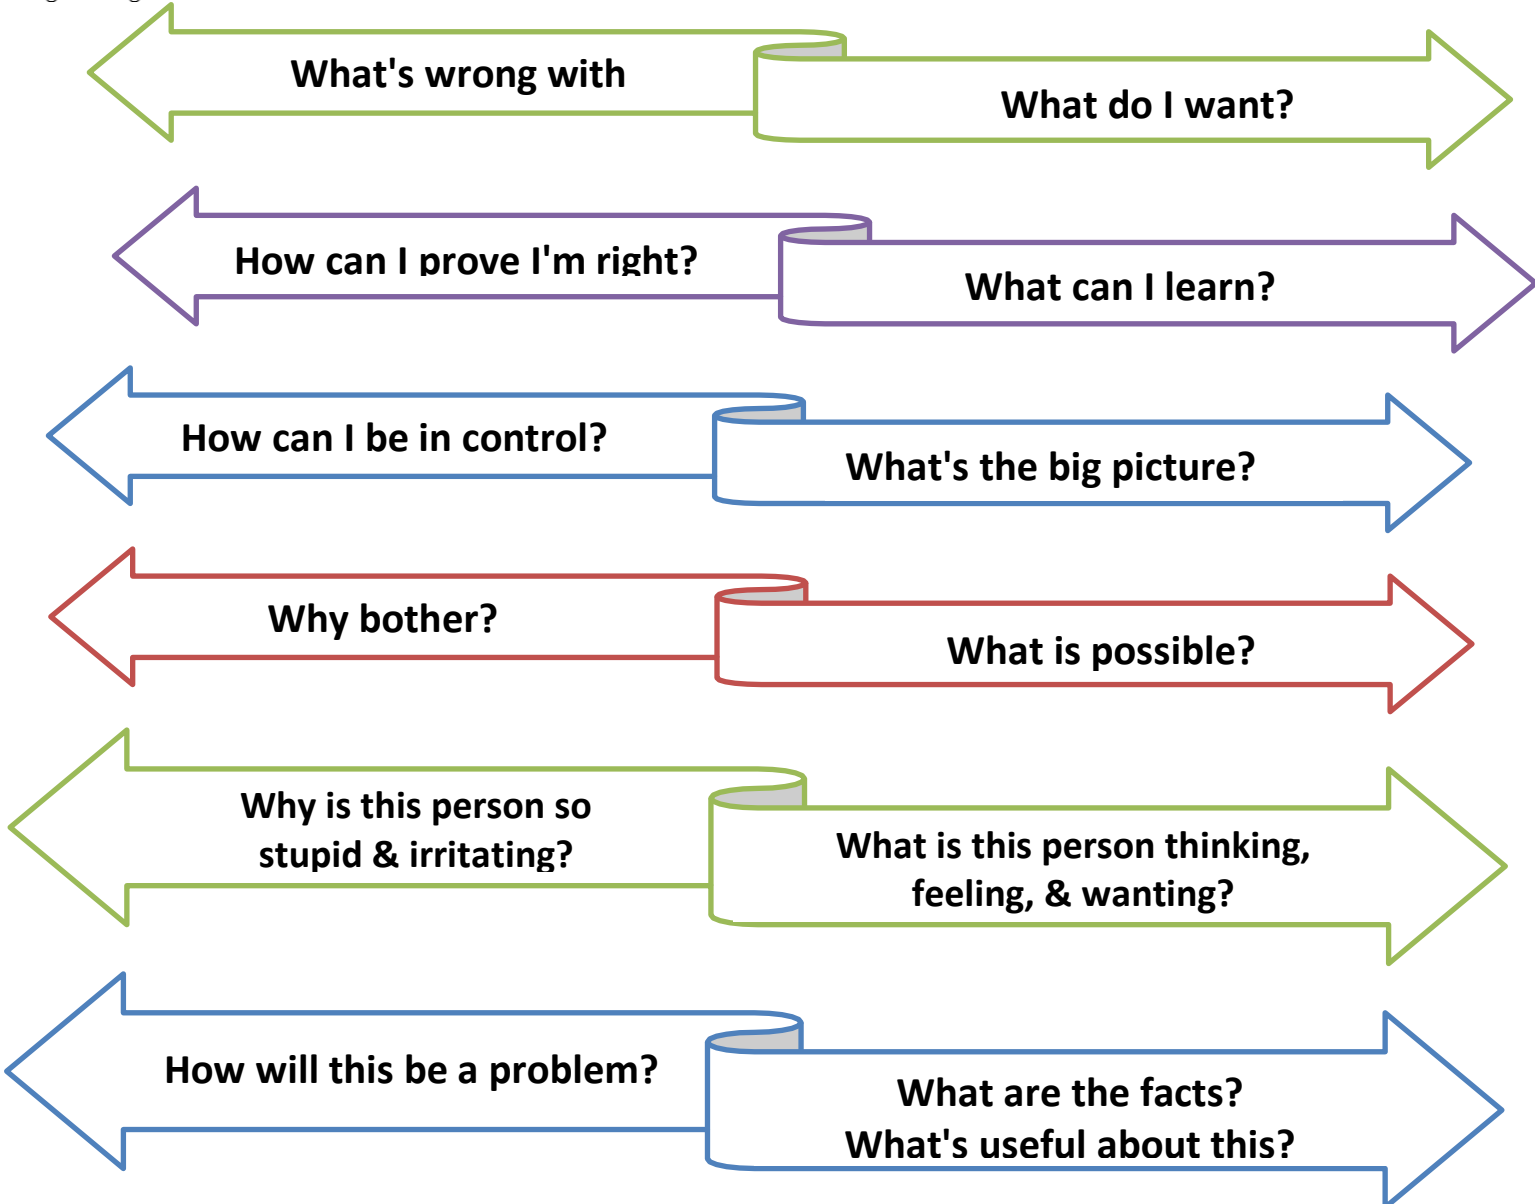 What's wrong with
What do I want?
How can I prove I'm right?
What can I learn?
How can I be in control?
What's the big picture?
Why bother?
What is possible?
Why is this person so
stupid & irritating?
What is this person thinking,
feeling, & wanting?
How will this be a problem?
What are the facts?
What's useful about this?